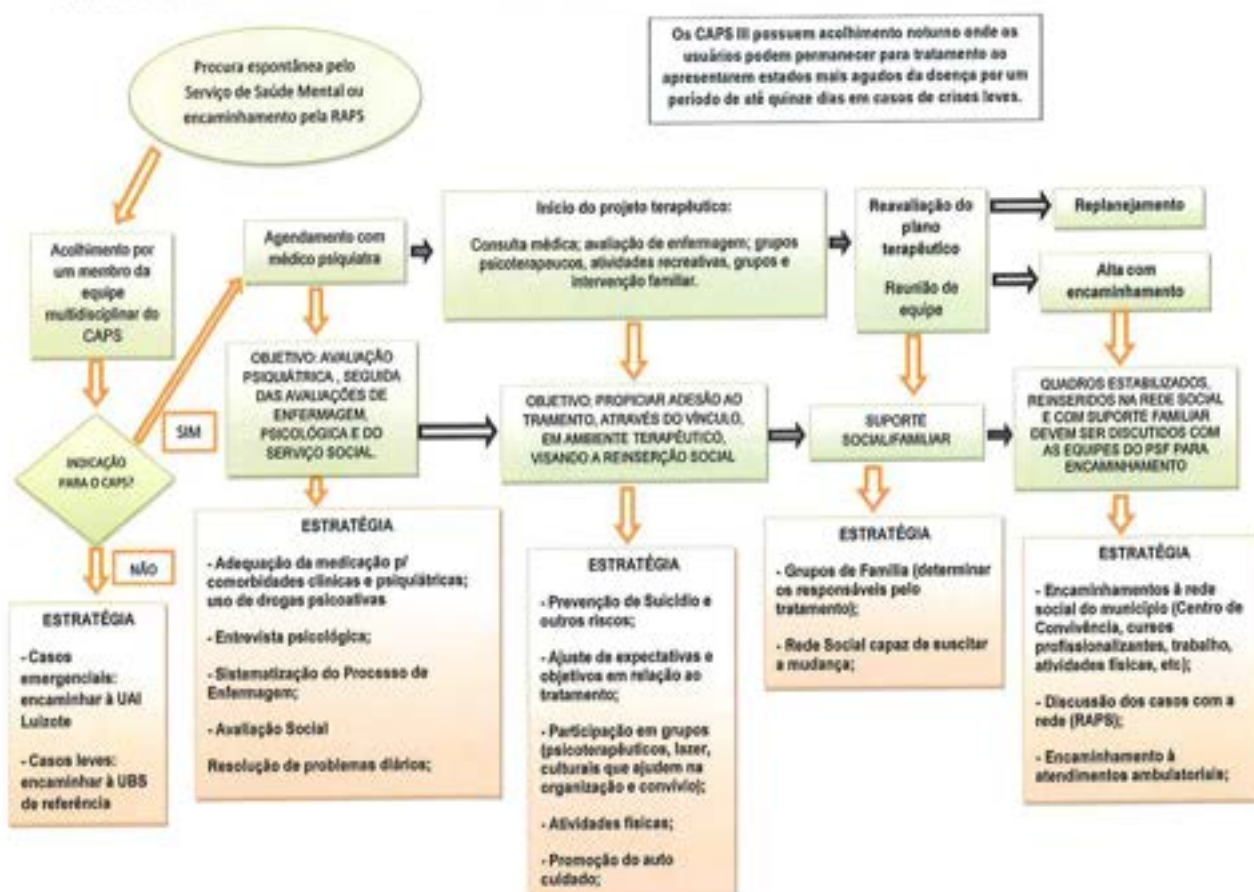 Procura espontânea pelo
Serviço de Saúde Mental ou
encaminhamento pela RAPS
Os CAPS III possuem acolhimento noturno onde os
usuários podem permanecer para tratamento ao
apresentarem estados mais agudos da doença por um
período de até quinze dias em casos de crises leves.
Acolhimento por
um membro da
equipe
multidisciplinar do
CAPS
Agendamento com
médico psiquiatra
Início do projeto terapêutico:
Consulta médica; avaliação de enfermagem; grupos
psicoterapeucos, atividades recreativas, grupos e
intervenção familiar.
Reavaliação do
plano
terapêutico
Reunião de
equipe
Replanejamento
Alta com
encaminhamento
INDICAÇÃO
PARA O CAPS?
SIM
NÃO
OBJETIVO: AVALIAÇÃO
PSIQUIÁTRICA , SEGUIDA
DAS AVALIAÇÕES DE
ENFERMAGEM,
PSICOLÓGICA E DO
SERVIÇO SOCIAL.
OBJETIVO: PROPICIAR ADESÃO AO
TRAMENTO, ATRAVÉS DO VÍNCULO,
EM AMBIENTE TERAPÊUTICO,
VISANDO A REINSERÇÃO SOCIAL
SUPORTE
SOCIAL/FAMILIAR
QUADROS ESTABILIZADOS,
REINSERIDOS NA REDE SOCIAL
E COM SUPORTE FAMILIAR
DEVEM SER DISCUTIDOS COM
AS EQUIPES DO PSF PARA
ENCAMINHAMENTO
ESTRATÉGIA
- Casos
emergenciais:
encaminhar à UAI
Luizote
- Casos leves:
encaminhar à UBS
de referência
ESTRATÉGIA
- Adequação da medicação p/
comorbidades clínicas e psiquiátricas;
uso de drogas psicoativas
- Entrevista psicológica;
- Sistematização do Processo de
Enfermagem;
- Avaliação Social
Resolução de problemas diários;
ESTRATÉGIA
- Prevenção de Suicídio e
outros riscos;
- Ajuste de expectativas e
objetivos em relação ao
tratamento;
- Participação em grupos
(psicoterapêuticos, lazer,
culturais que ajudem na
organização e convívio);
- Atividades físicas;
- Promoção do auto
cuidado;
ESTRATÉGIA
- Grupos de Família (determinar
os responsáveis pelo
tratamento);
- Rede Social capaz de suscitar
a mudança;
ESTRATÉGIA
- Encaminhamentos à rede
social do município (Centro de
Convivência, cursos
profissionalizantes, trabalho,
atividades físicas, etc);
- Discussão dos casos com a
rede (RAPS);
- Encaminhamento à
atendimentos ambulatoriais;